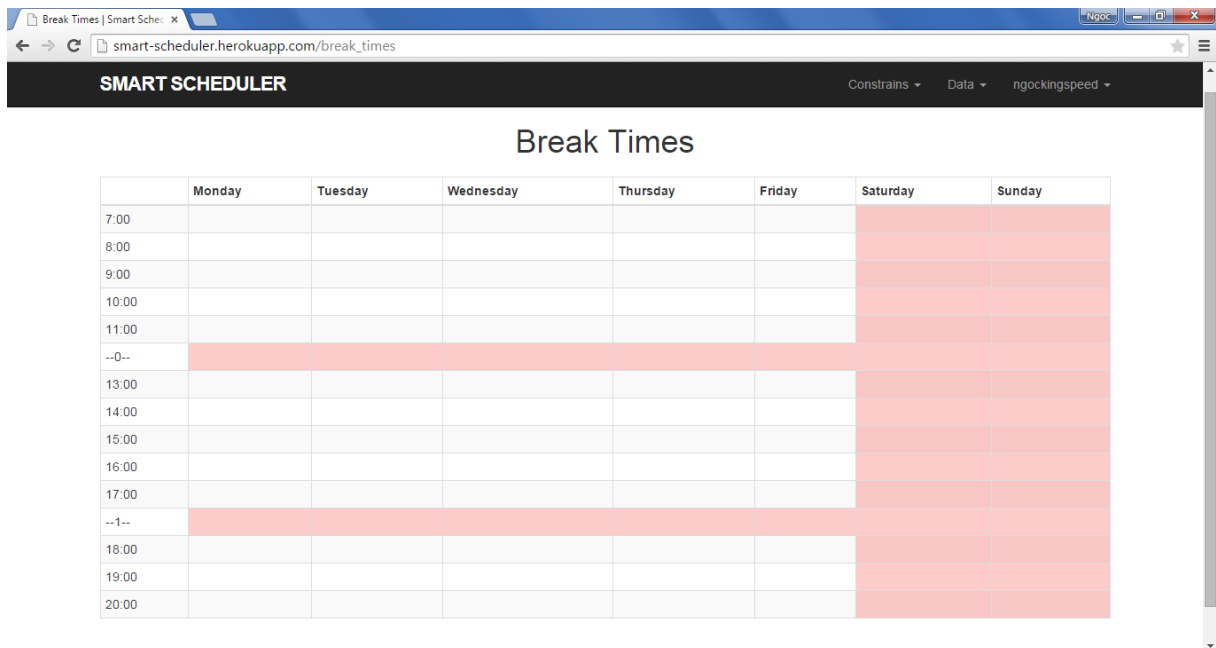 Break Times | Smart Sched
Ngoc
smart-scheduler.herokuapp.com/break_times
SMART SCHEDULER Constrains Data ngockingspeed
Break Times
Monday Tuesday Wednesday Thursday Friday Saturday Sunday
7:00
8:00
9:00
10:00
11:00
--0--
13:00
14:00
15:00
16:00
17:00
--1--
18:00
19:00
20:00